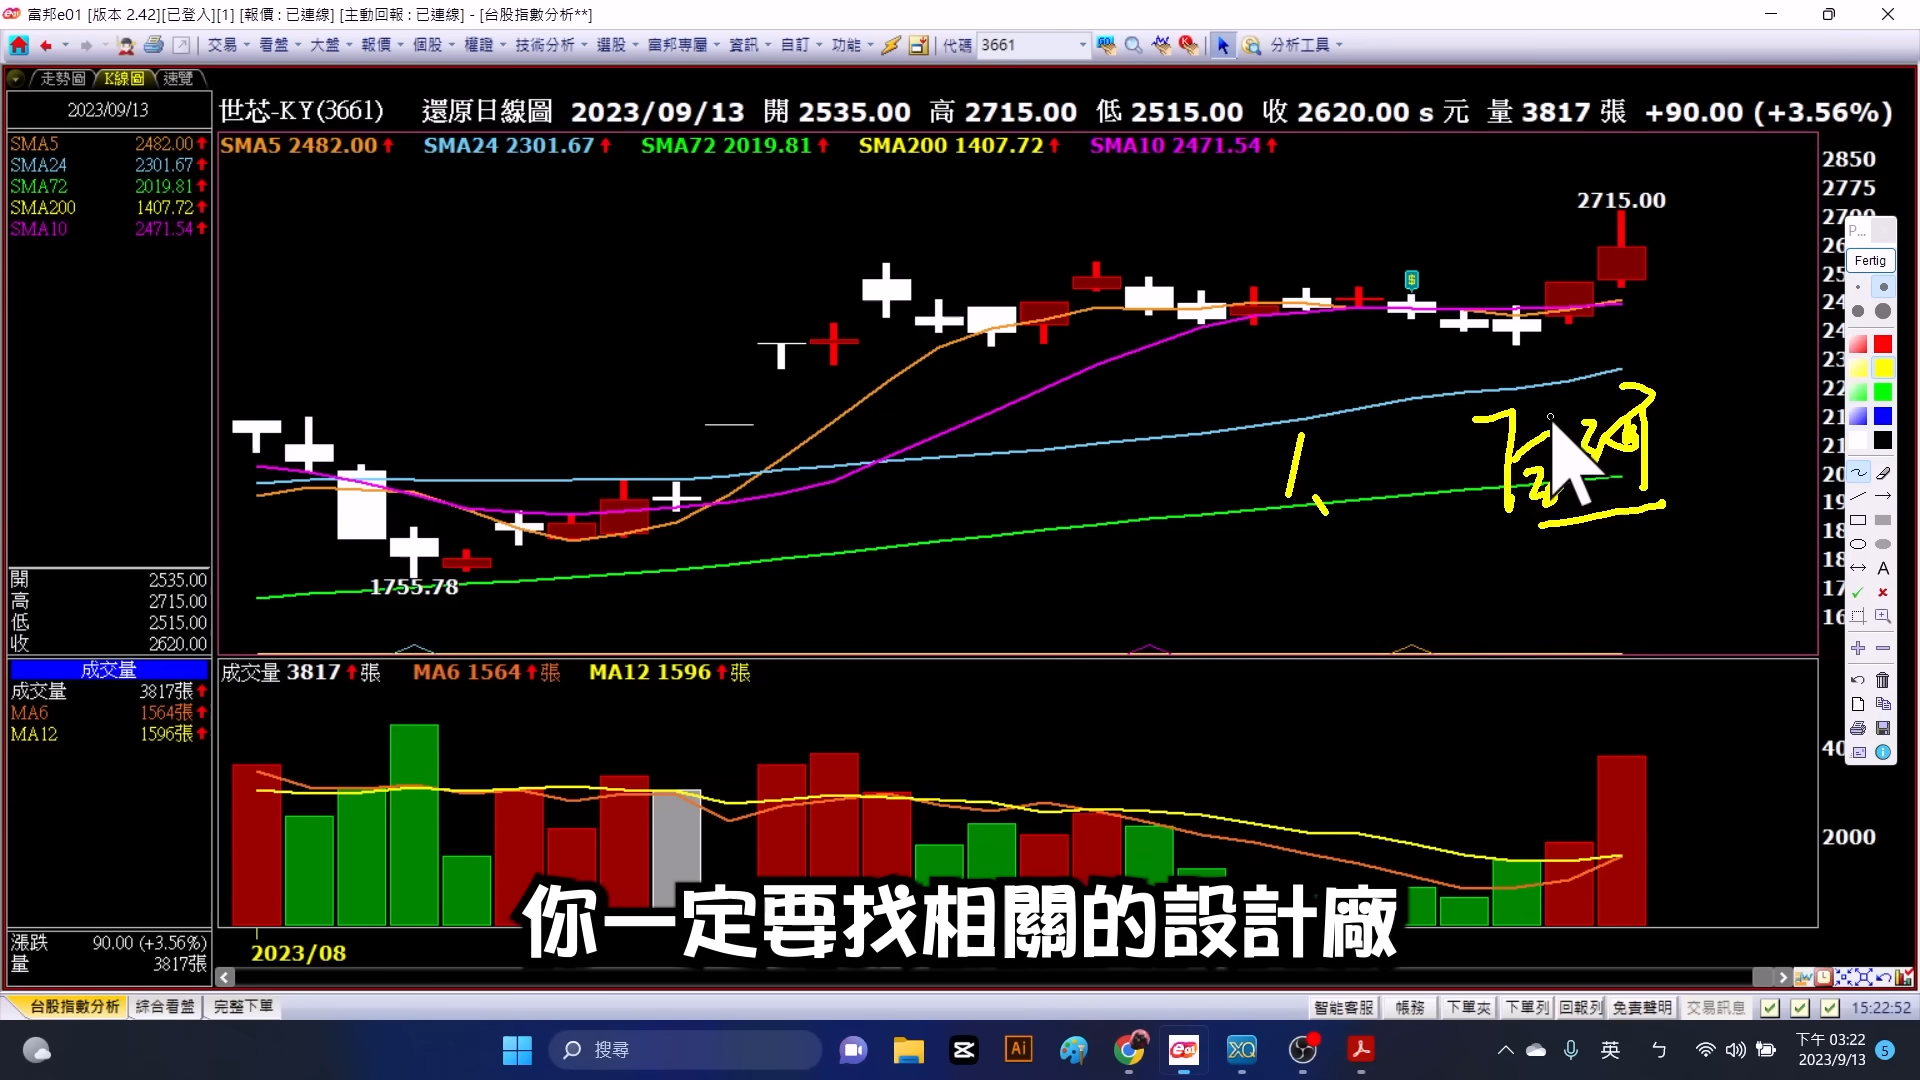 富邦e01 [版本 2.42][已登入][1] [報價 : 已連線] [主動回報 : 已連線] - [台股指數分析**]
交易 看盤 大盤 報價 個股 權證 技術分析 選股 富邦專屬 資訊 自訂 功能 代碼 3661 分析工具
走勢圖 K線圖 速覽
2023/09/13
世芯-KY(3661) 還原日線圖 2023/09/13 開 2535.00 高 2715.00 低 2515.00 收 2620.00 s 元 量 3817 張 +90.00 (+3.56%)
SMA5 2482.00
SMA24 2301.67
SMA72 2019.81
SMA200 1407.72
SMA10 2471.54
SMA5 2482.00 SMA24 2301.67 SMA72 2019.81 SMA200 1407.72 SMA10 2471.54
2850
2775
2715.00
1755.78
P...
Fertig
開 2535.00
高 2715.00
低 2515.00
收 2620.00
成交量
成交量 3817張
MA6 1564張
MA12 1596張
成交量 3817 張 MA6 1564 張 MA12 1596 張
2000
漲跌 90.00 (+3.56%)
量 3817張
2023/08
你一定要找相關的設計廠
台股指數分析 綜合看盤 完整下單
智能客服 帳務 下單夾 下單列 回報列 免責聲明 交易訊息 15:22:52
搜尋
英 ㄅ
下午 03:22
2023/9/13
5